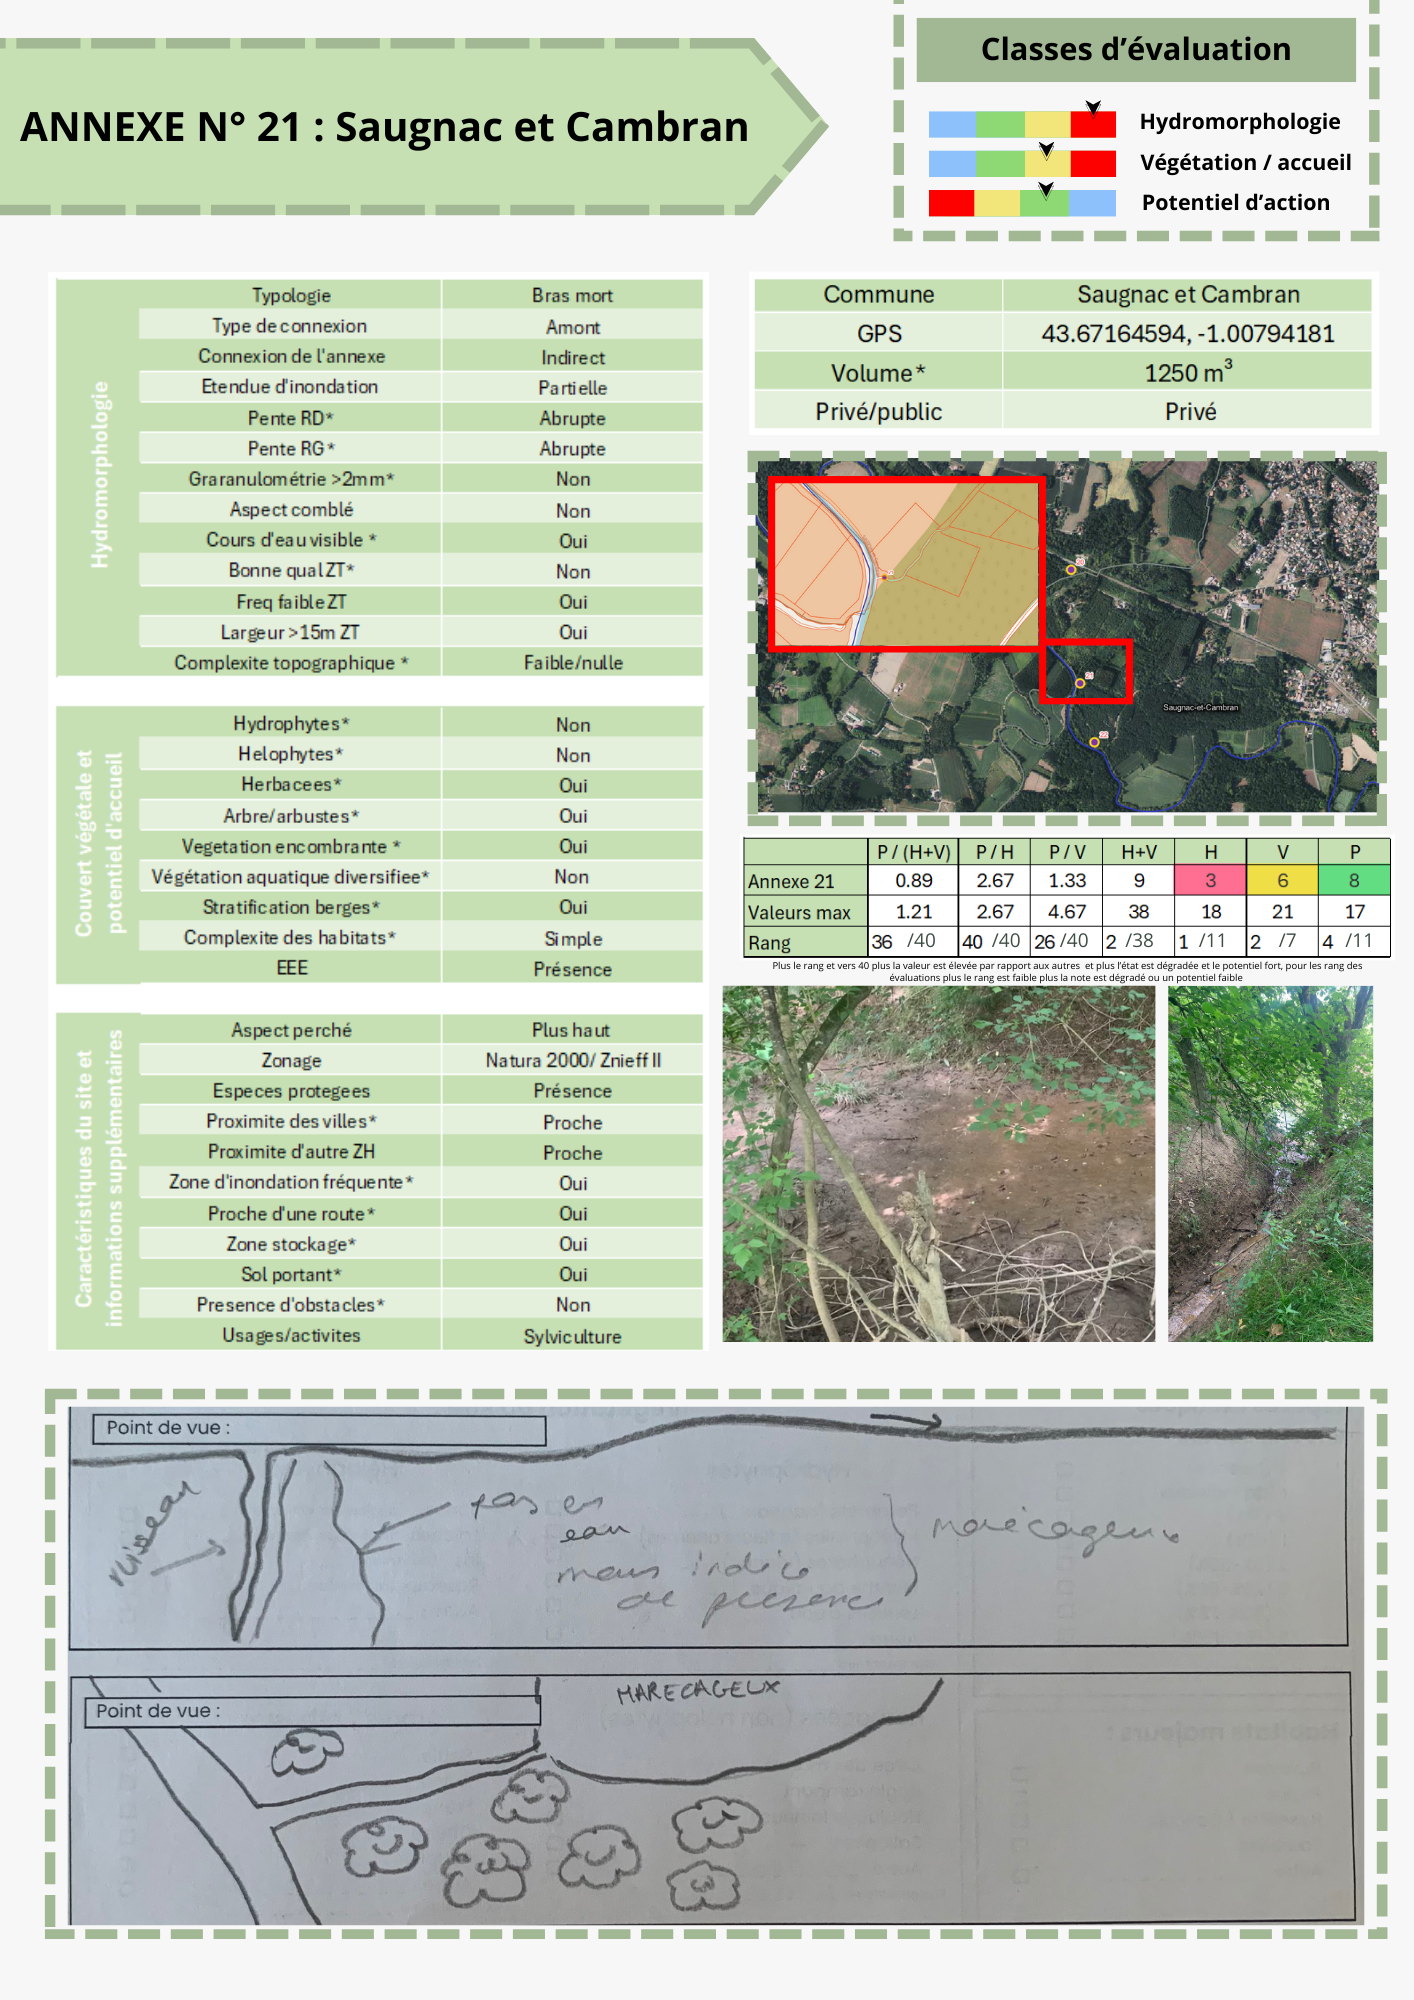 ANNEXE N° 21 : Saugnac et Cambran
Classes d'évaluation
Hydromorphologie
Végétation / accueil
Potentiel d'action
Hydromorphologie
Typologie Bras mort
Type de connexion Amont
Connexion de l'annexe Indirect
Etendue d'inondation Partielle
Pente RD* Abrupte
Pente RG* Abrupte
Graranulométrie >2mm* Non
Aspect comblé Non
Cours d'eau visible * Oui
Bonne qual ZT* Non
Freq faible ZT Oui
Largeur >15m ZT Oui
Complexite topographique * Faible/nulle
Couvert végétale et
potentiel d'accueil
Hydrophytes* Non
Helophytes* Non
Herbacees* Oui
Arbre/arbustes* Oui
Vegetation encombrante * Oui
Végétation aquatique diversifiee* Non
Stratification berges* Oui
Complexite des habitats* Simple
EEE Présence
Caractéristiques du site et
informations supplémentaires
Aspect perché Plus haut
Zonage Natura 2000/ Znieff II
Especes protegees Présence
Proximite des villes* Proche
Proximite d'autre ZH Proche
Zone d'inondation fréquente* Oui
Proche d'une route* Oui
Zone stockage* Oui
Sol portant* Oui
Presence d'obstacles* Non
Usages/activites Sylviculture
Commune Saugnac et Cambran
GPS 43.67164594, -1.00794181
Volume* 1250 m³
Privé/public Privé
20
21
21
Saugnac-et-Cambran
22
P / (H+V) P / H P / V H+V H V P
Annexe 21 0.89 2.67 1.33 9 3 6 8
Valeurs max 1.21 2.67 4.67 38 18 21 17
Rang 36 /40 40 /40 26 /40 2 /38 1 /11 2 /7 4 /11
Plus le rang et vers 40 plus la valeur est élevée par rapport aux autres et plus l'état est dégradée et le potentiel fort, pour les rang des
évaluations plus le rang est faible plus la note est dégradé ou un potentiel faible
Point de vue :
ruisseau
pas en
eau
mais indice
de presence
marécageux
Point de vue :
MARECAGEUX